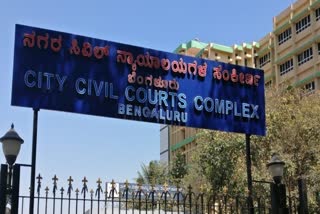 ನಗರ ಸಿವಿಲ್ ನ್ಯಾಯಾಲಯಗಳ ಸಂಕೀರ್ಣ
ಬೆಂಗಳೂರು
CITY CIVIL COURTS COMPLEX
BENGALURU